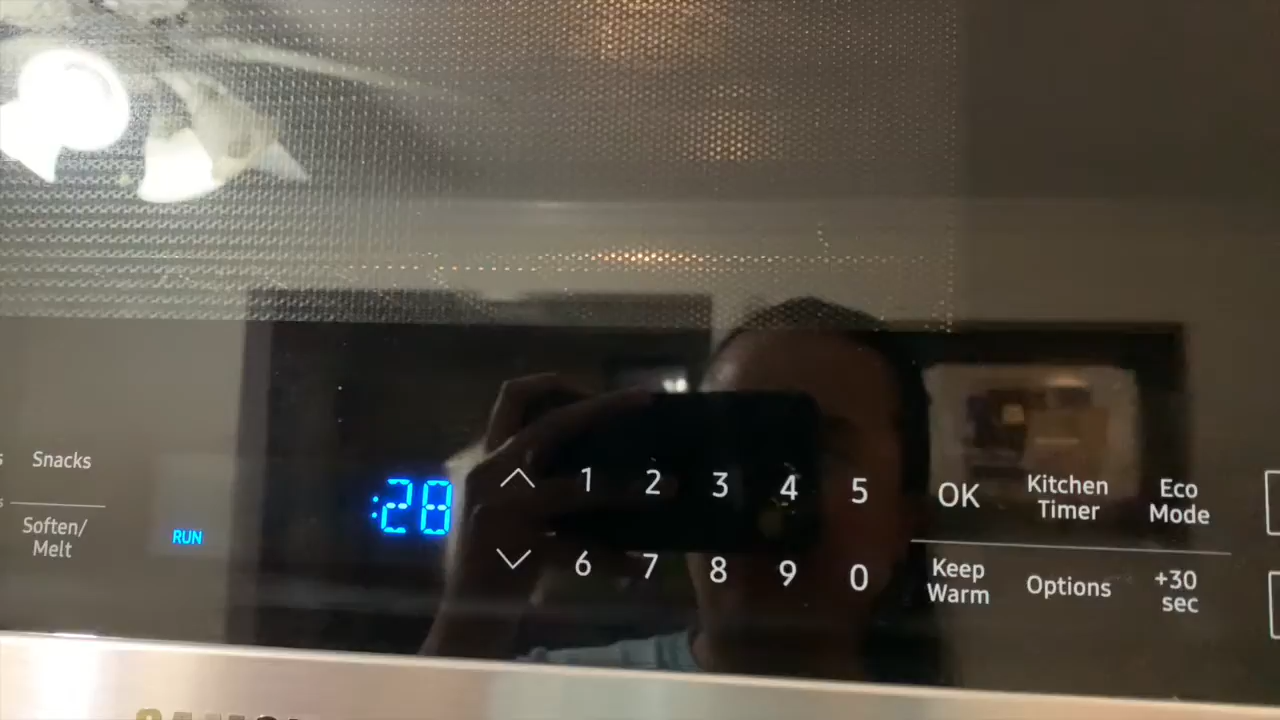 Snacks
Soften/
Melt
RUN
:28
1 2 3 4 5
6 7 8 9 0
OK
Keep
Warm
Kitchen
Timer
Options
Eco
Mode
+30
sec